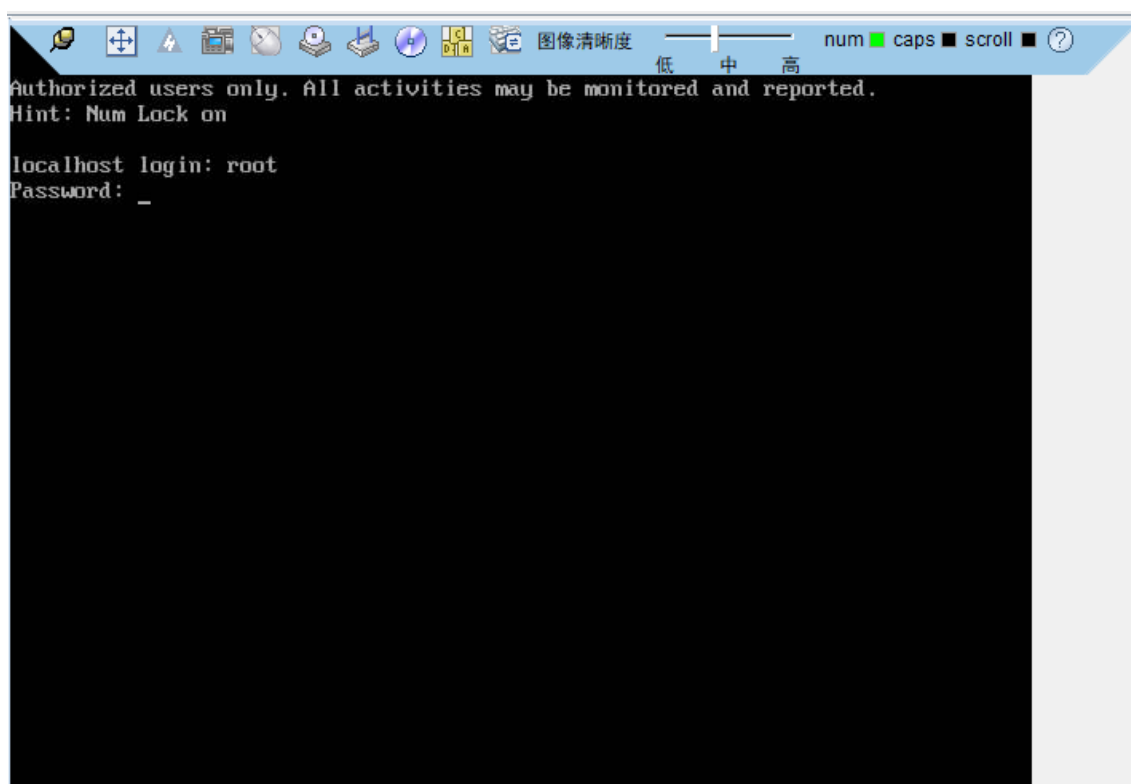 图像清晰度 num caps scroll ?
低 中 高
Authorized users only. All activities may be monitored and reported.
Hint: Num Lock on
localhost login: root
Password: _